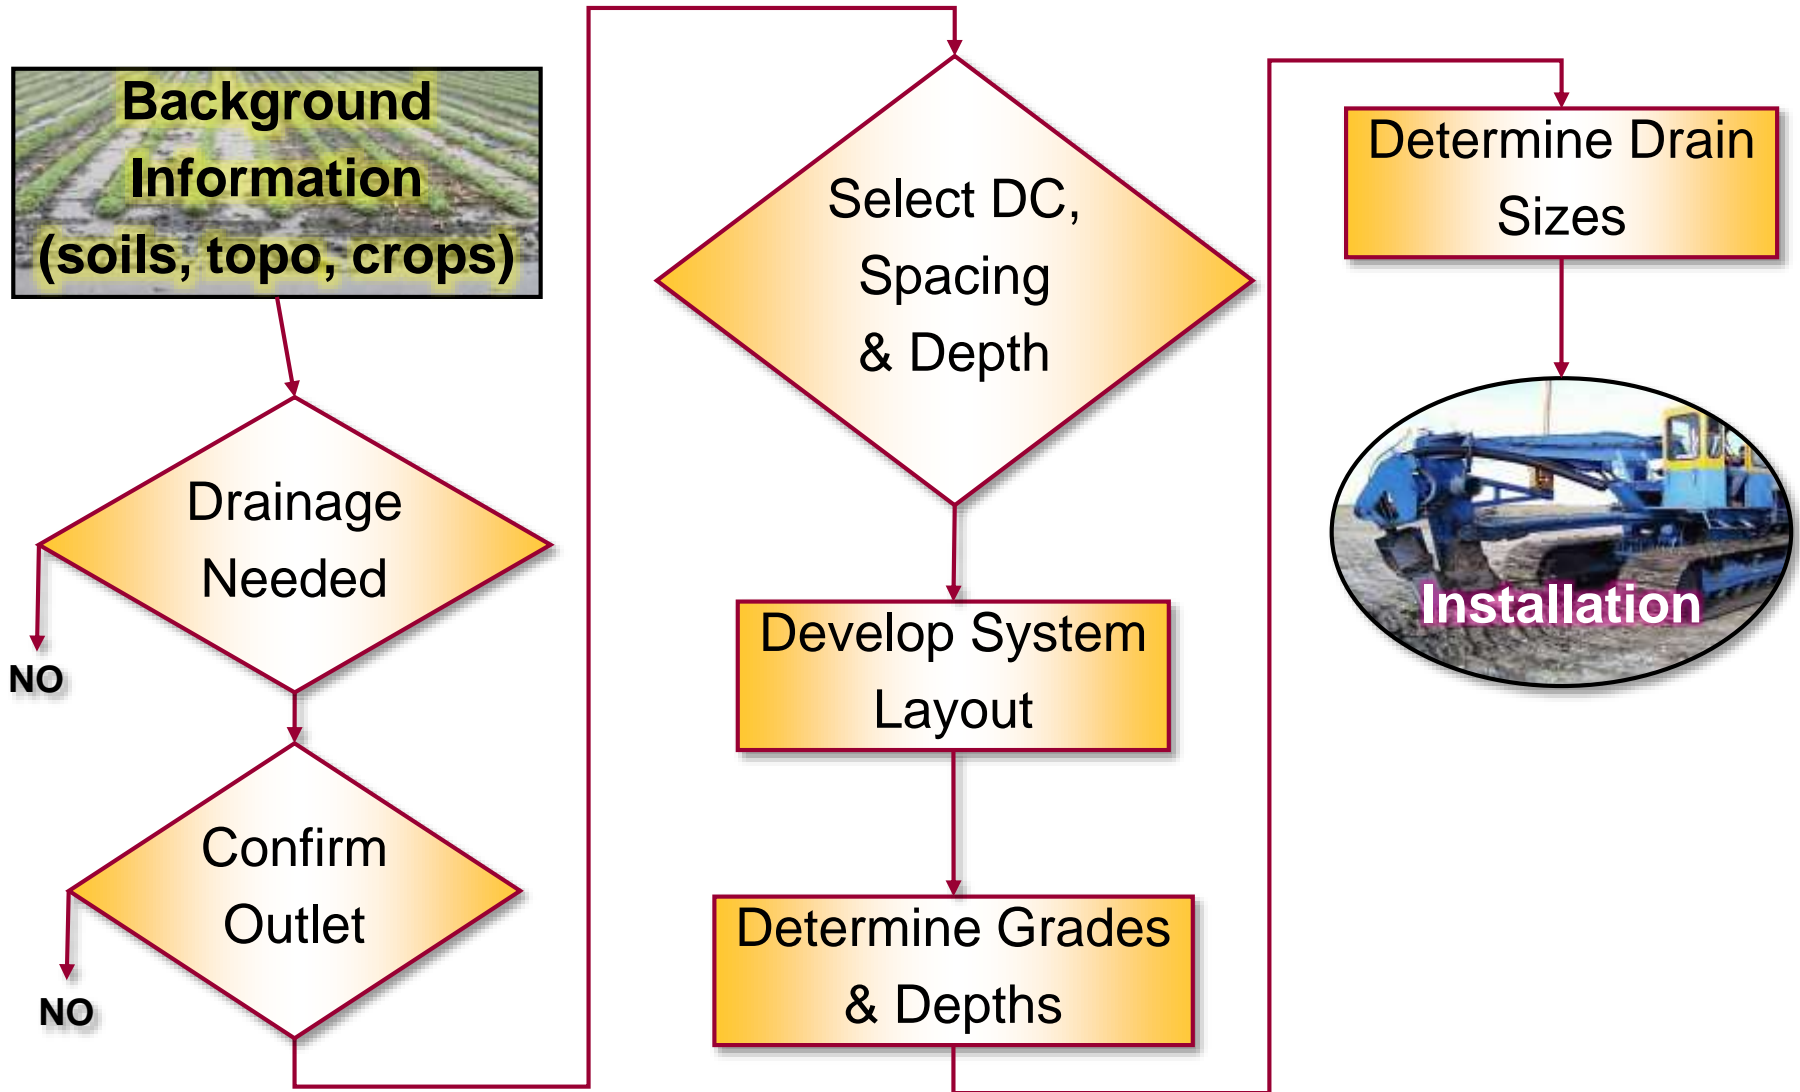 Background
Information
(soils, topo, crops)
Drainage
Needed
NO
Confirm
Outlet
NO
Select DC,
Spacing
& Depth
Develop System
Layout
Determine Grades
& Depths
Determine Drain
Sizes
Installation